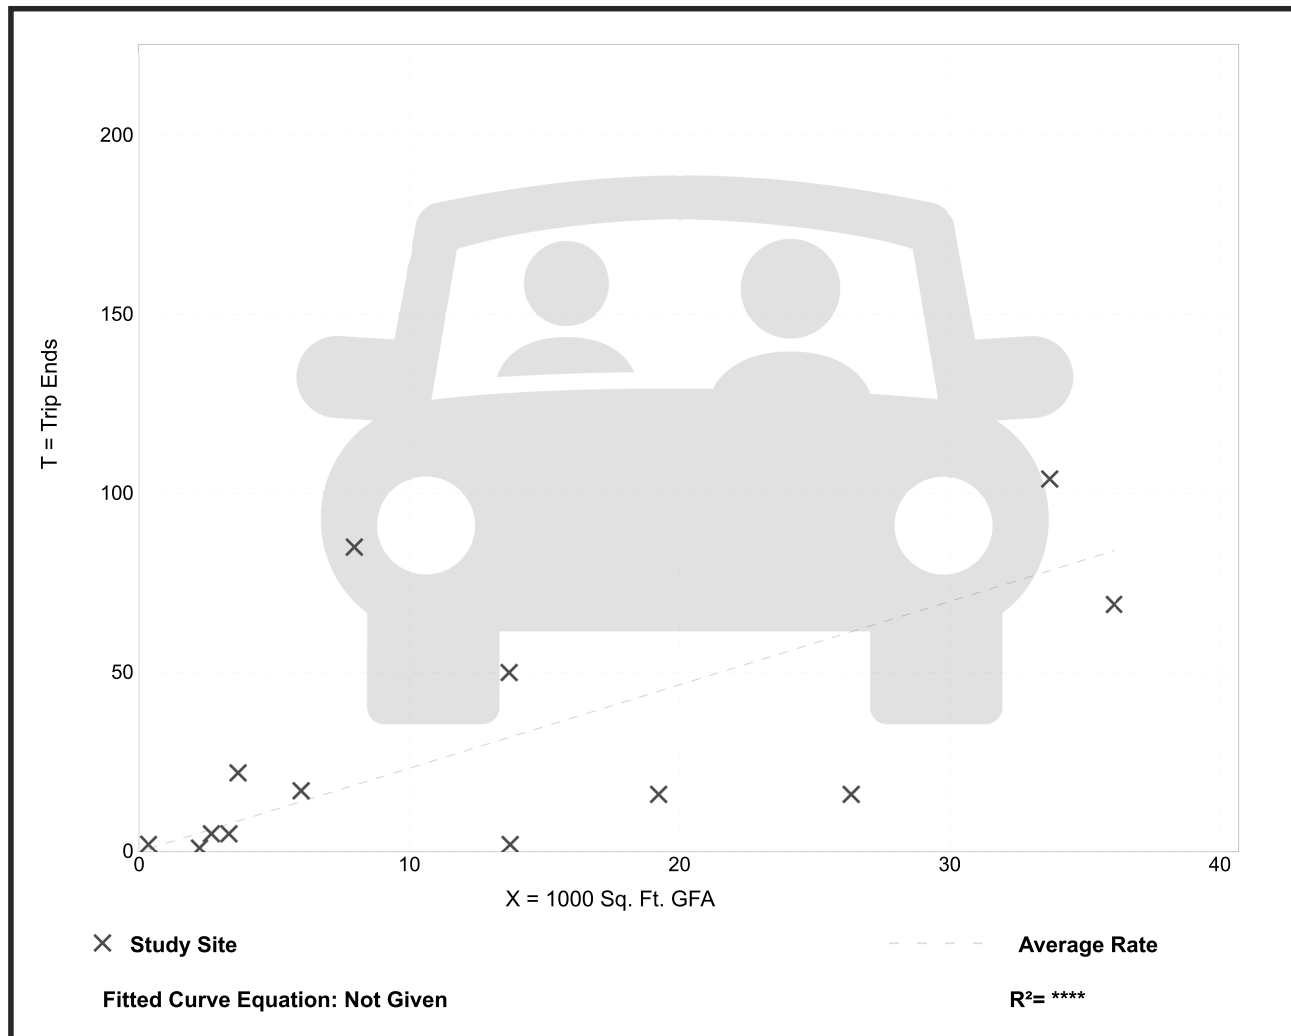 200
150
100
50
0
T = Trip Ends
0 10 20 30 40
X = 1000 Sq. Ft. GFA
Study Site Average Rate
Fitted Curve Equation: Not Given R²= ****